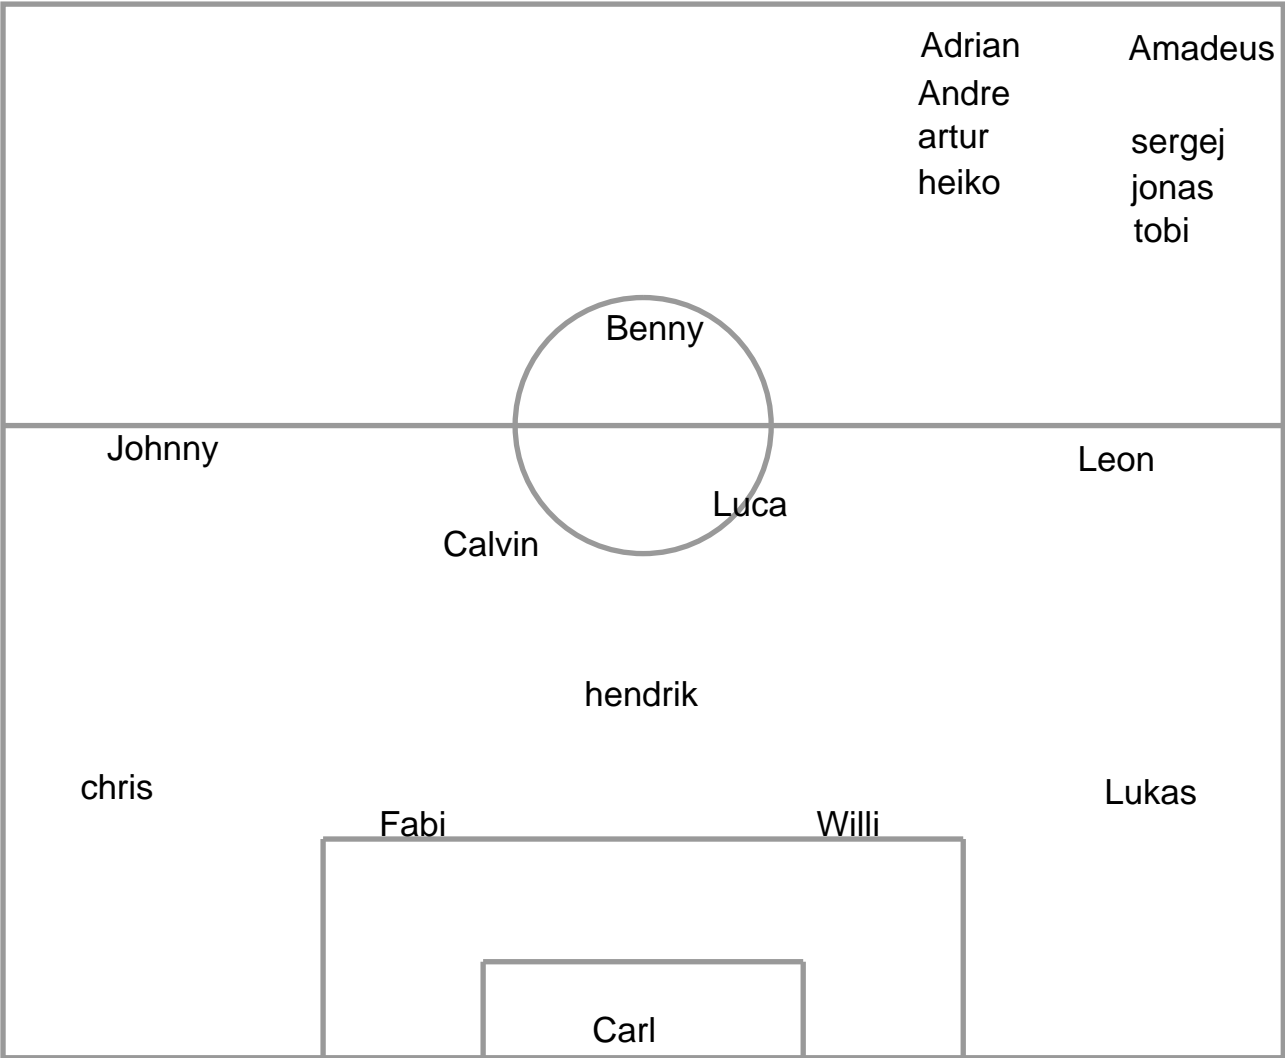 Adrian
Amadeus
Andre
artur
sergej
heiko
jonas
tobi
Benny
Johnny
Leon
Luca
Calvin
hendrik
chris
Lukas
Fabi
Willi
Carl